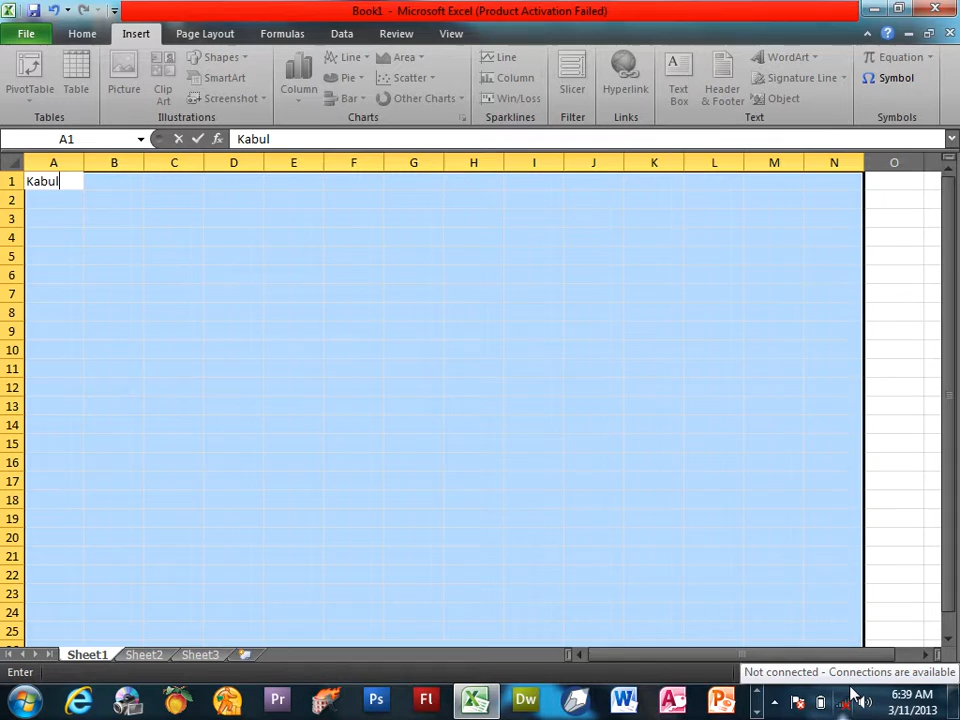 Book1 - Microsoft Excel (Product Activation Failed)
File Home Insert Page Layout Formulas Data Review View
PivotTable Table Picture Clip Art Shapes SmartArt Screenshot Column Line Pie Bar Area Scatter Other Charts Line Column Win/Loss Slicer Hyperlink Text Box Header & Footer WordArt Signature Line Object Equation Symbol
Tables Illustrations Charts Sparklines Filter Links Text Symbols
A1 fx Kabul
A B C D E F G H I J K L M N O
1 Kabul
2
3
4
5
6
7
8
9
10
11
12
13
14
15
16
17
18
19
20
21
22
23
24
25
Sheet1 Sheet2 Sheet3
Enter Not connected - Connections are available
Pr Ps Fl Dw W A P 6:39 AM
3/11/2013